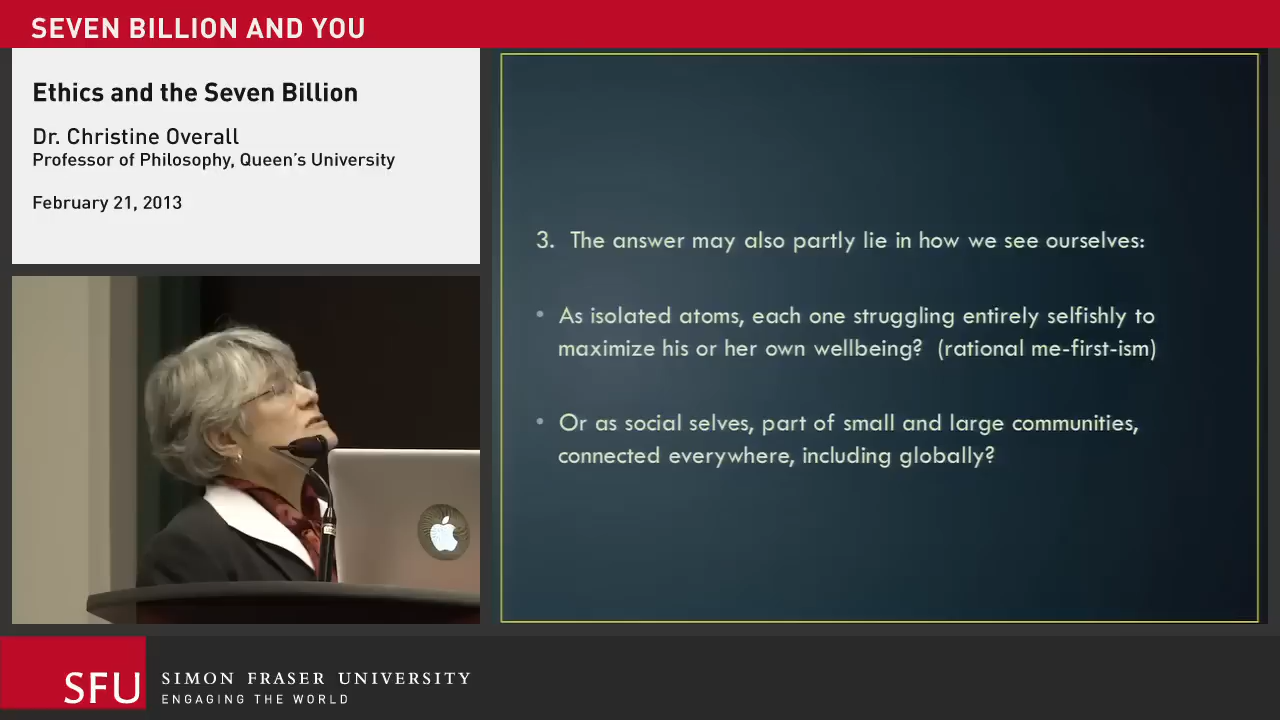 SEVEN BILLION AND YOU
Ethics and the Seven Billion
Dr. Christine Overall
Professor of Philosophy, Queen's University
February 21, 2013
3. The answer may also partly lie in how we see ourselves:
• As isolated atoms, each one struggling entirely selfishly to
maximize his or her own wellbeing? (rational me-first-ism)
• Or as social selves, part of small and large communities,
connected everywhere, including globally?
SFU
SIMON FRASER UNIVERSITY
ENGAGING THE WORLD